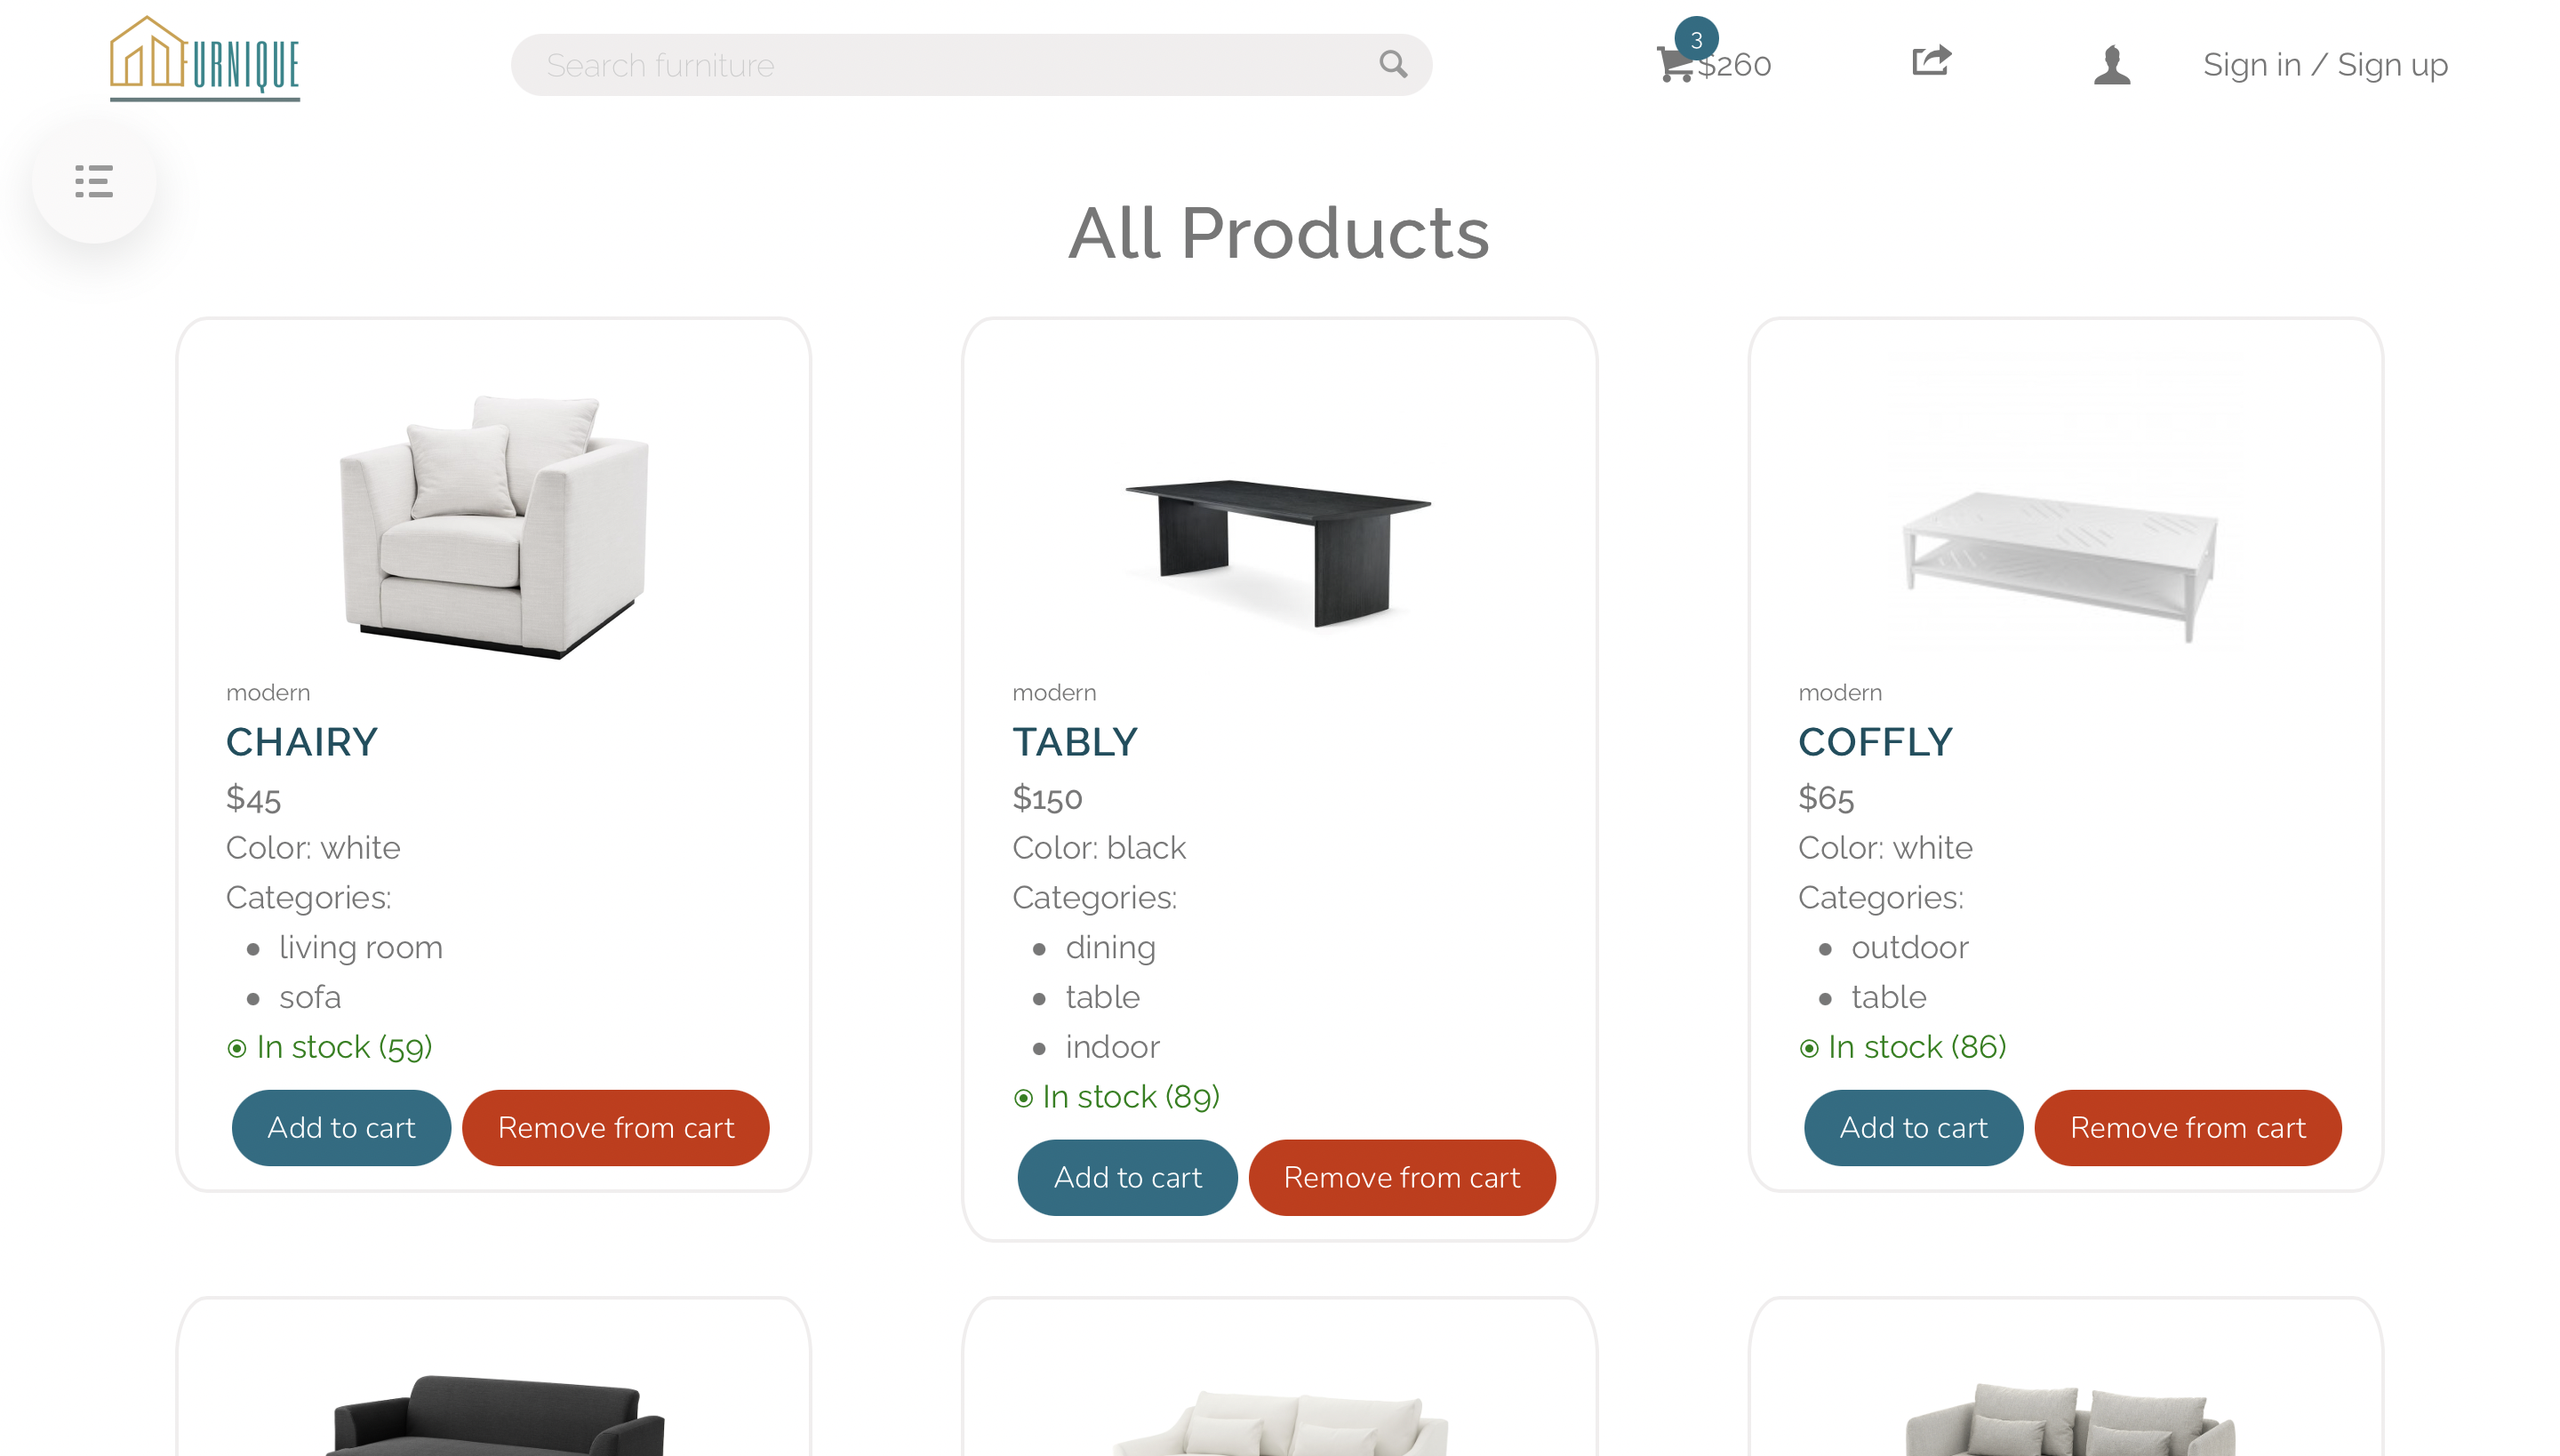 FURNIQUE
Search furniture
3
$260
Sign in / Sign up
All Products
modern
CHAIRY
$45
Color: white
Categories:
living room
sofa
In stock (59)
Add to cart
Remove from cart
modern
TABLY
$150
Color: black
Categories:
dining
table
indoor
In stock (89)
Add to cart
Remove from cart
modern
COFFLY
$65
Color: white
Categories:
outdoor
table
In stock (86)
Add to cart
Remove from cart